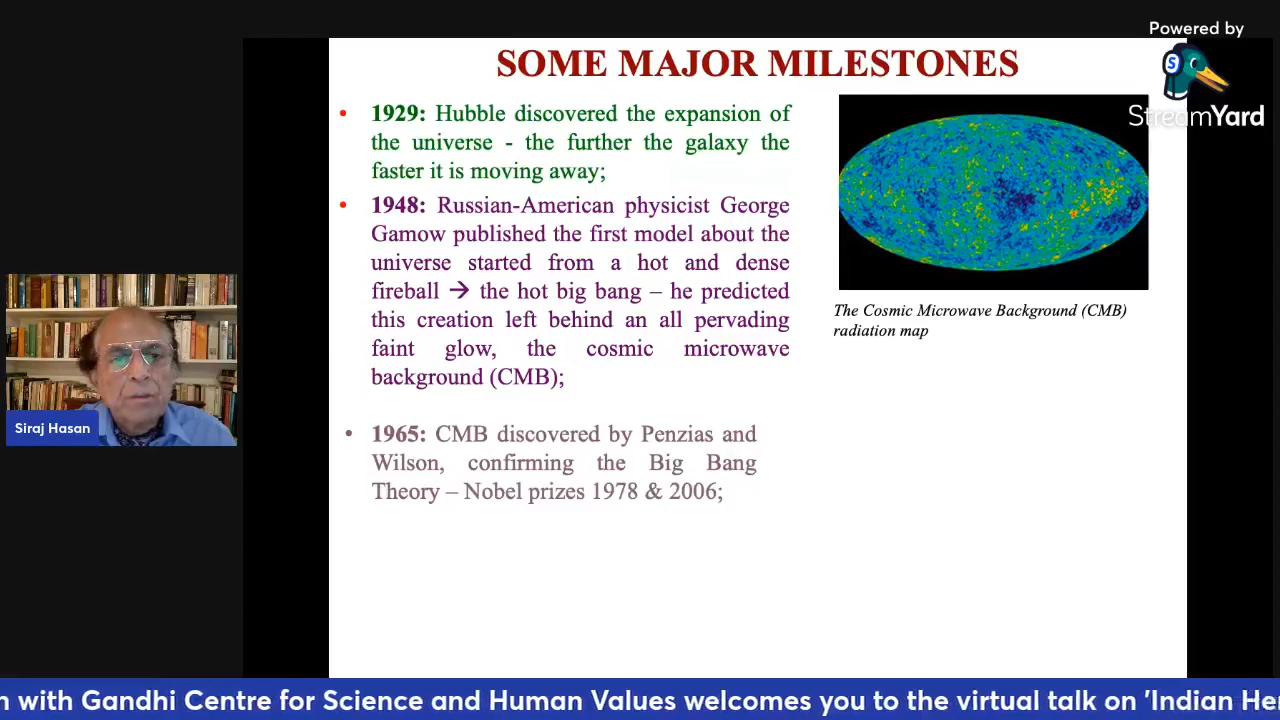 Powered by
StreamYard
SOME MAJOR MILESTONES
• 1929: Hubble discovered the expansion of
the universe - the further the galaxy the
faster it is moving away;
• 1948: Russian-American physicist George
Gamow published the first model about the
universe started from a hot and dense
fireball → the hot big bang – he predicted
this creation left behind an all pervading
faint glow, the cosmic microwave
background (CMB);
• 1965: CMB discovered by Penzias and
Wilson, confirming the Big Bang
Theory – Nobel prizes 1978 & 2006;
The Cosmic Microwave Background (CMB)
radiation map
Siraj Hasan
with Gandhi Centre for Science and Human Values welcomes you to the virtual talk on 'Indian